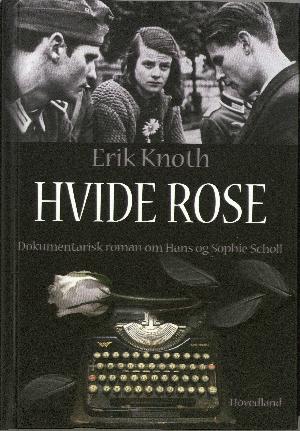 Erik Knoth
HVIDE ROSE
Dokumentarisk roman om Hans og Sophie Scholl
Hovedland